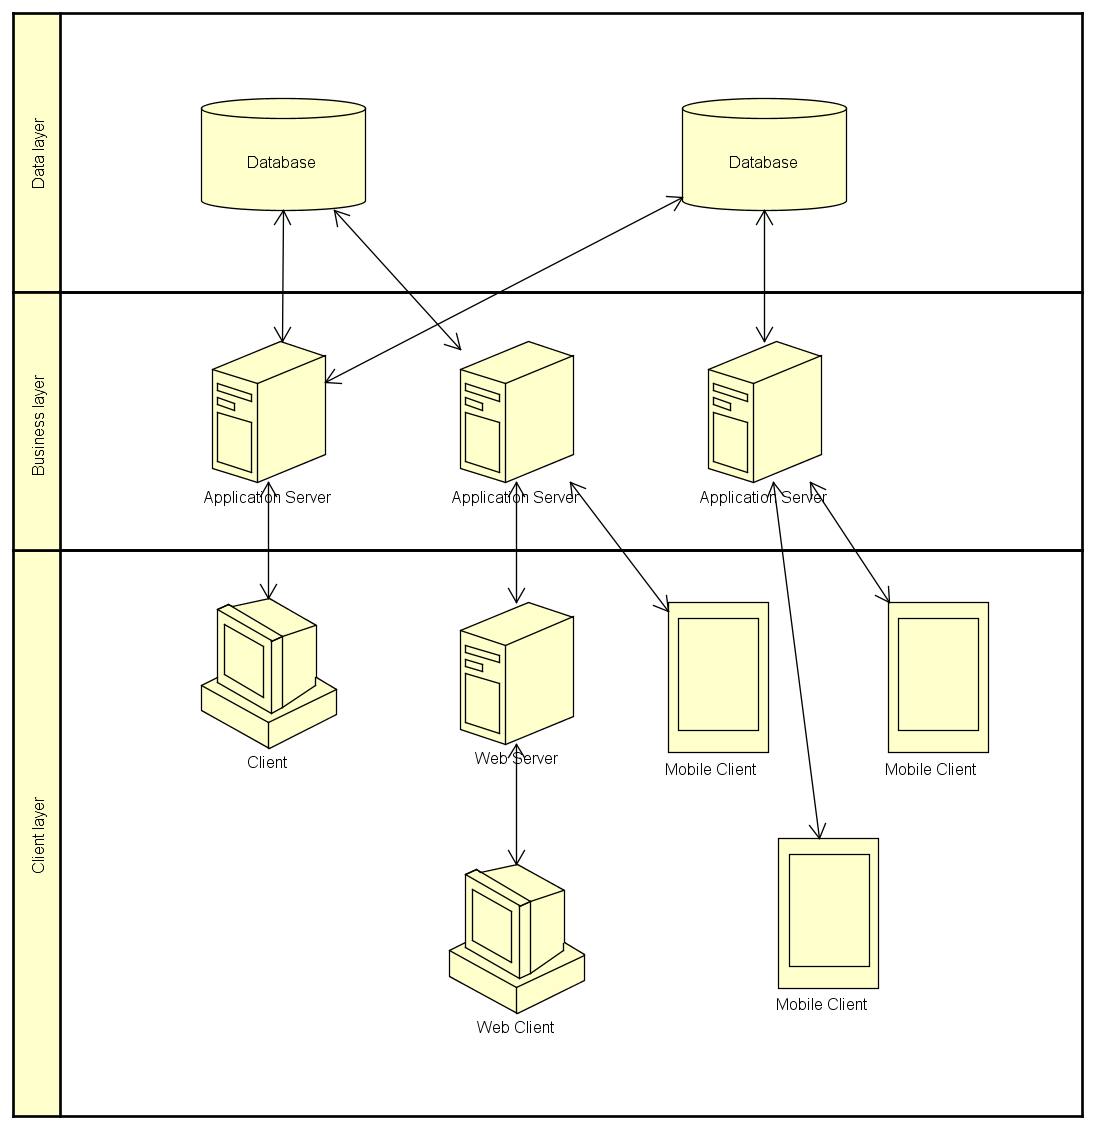 Data layer
Database
Database
Business layer
Application Server
Application Server
Application Server
Client layer
Client
Web Server
Mobile Client
Mobile Client
Mobile Client
Web Client